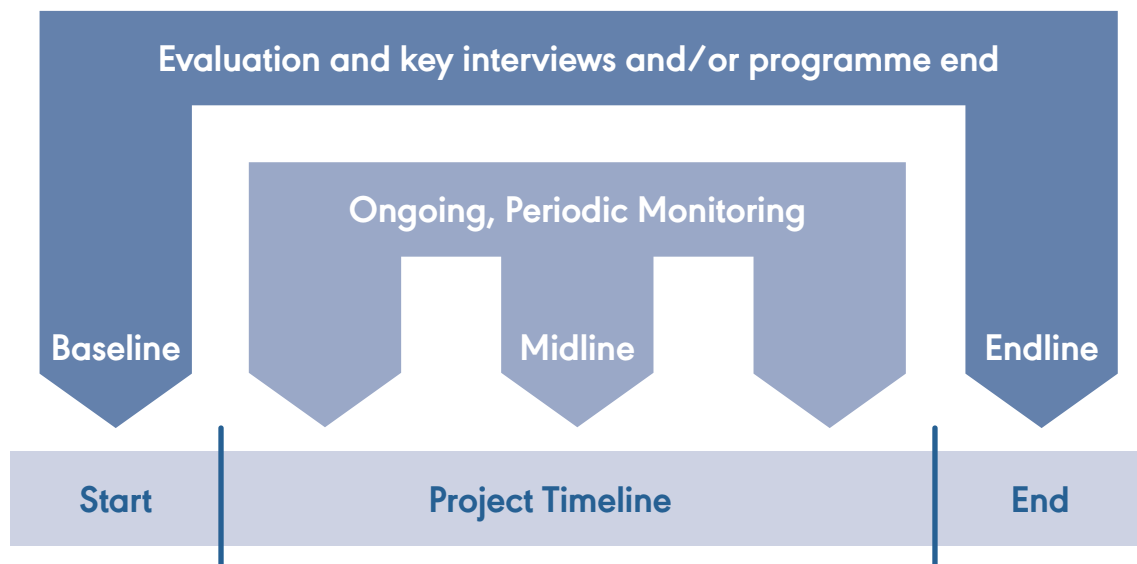 Evaluation and key interviews and/or programme end
Ongoing, Periodic Monitoring
Baseline
Midline
Endline
Start
Project Timeline
End